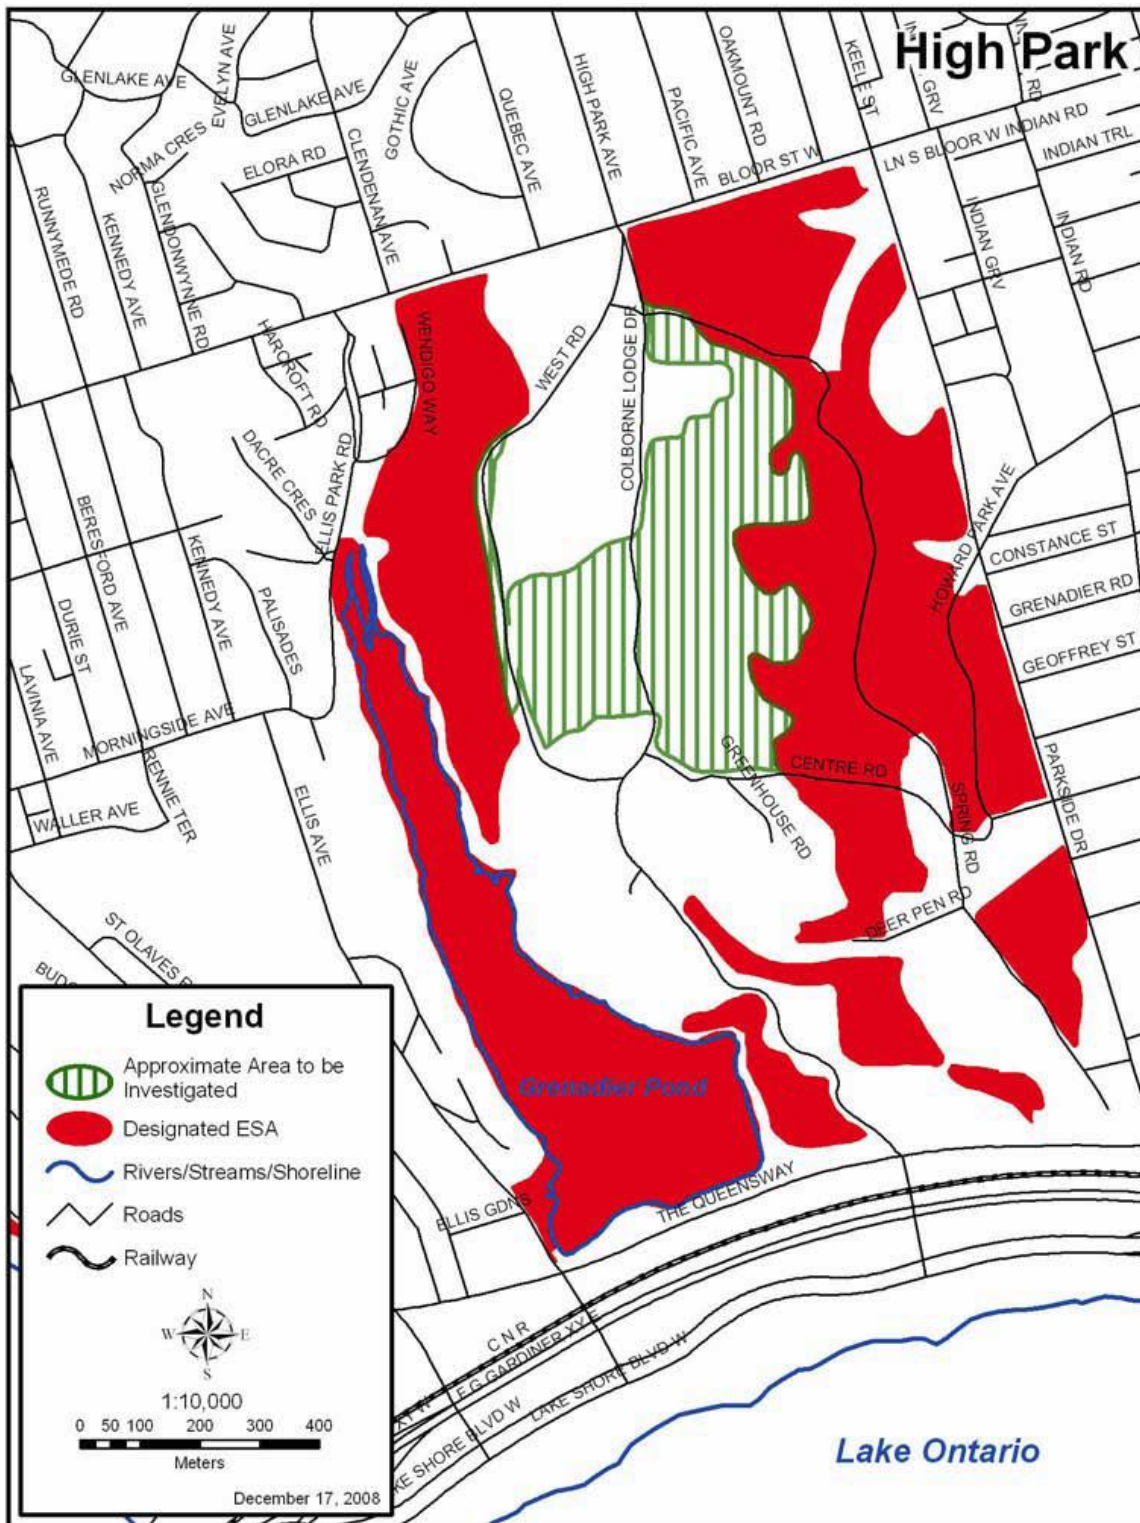 High Park
GLENLAKE AVE
EVELYN AVE
GLENLAKE AVE
NORMA CRES
ELORA RD
CLENDENAN AVE
GOTHIC AVE
QUEBEC AVE
HIGH PARK AVE
PACIFIC AVE
OAKMOUNT RD
BLOOR ST W
KEELE ST
GRV
RD
LN S BLOOR W INDIAN RD
INDIAN TRL
INDIAN GRV
INDIAN RD
RUNNYMEDE RD
KENNEDY AVE
GLENDONWYNNE RD
HARCROFT RD
WENDIGO WAY
WEST RD
COLBORNE LODGE DR
DACRE CRES
ELLIS PARK RD
BERESFORD AVE
KENNEDY AVE
PALISADES
DURIE ST
LAVINIA AVE
MORNINGSIDE AVE
RENNIE TER
WALLER AVE
ELLIS AVE
HOWARD PARK AVE
CONSTANCE ST
GRENADIER RD
GEOFFREY ST
PARKSIDE DR
CENTRE RD
GREENHOUSE RD
SPRING RD
DEER PEN RD
ST OLAVES
Grenadier Pond
ELLIS GDNS
THE QUEENSWAY
C N R
F G GARDINER XY E
XY W
LAKE SHORE BLVD W
KE SHORE BLVD W
Lake Ontario
Legend
Approximate Area to be
Investigated
Designated ESA
Rivers/Streams/Shoreline
Roads
Railway
N
W E
S
1:10,000
0 50 100 200 300 400
Meters
December 17, 2008